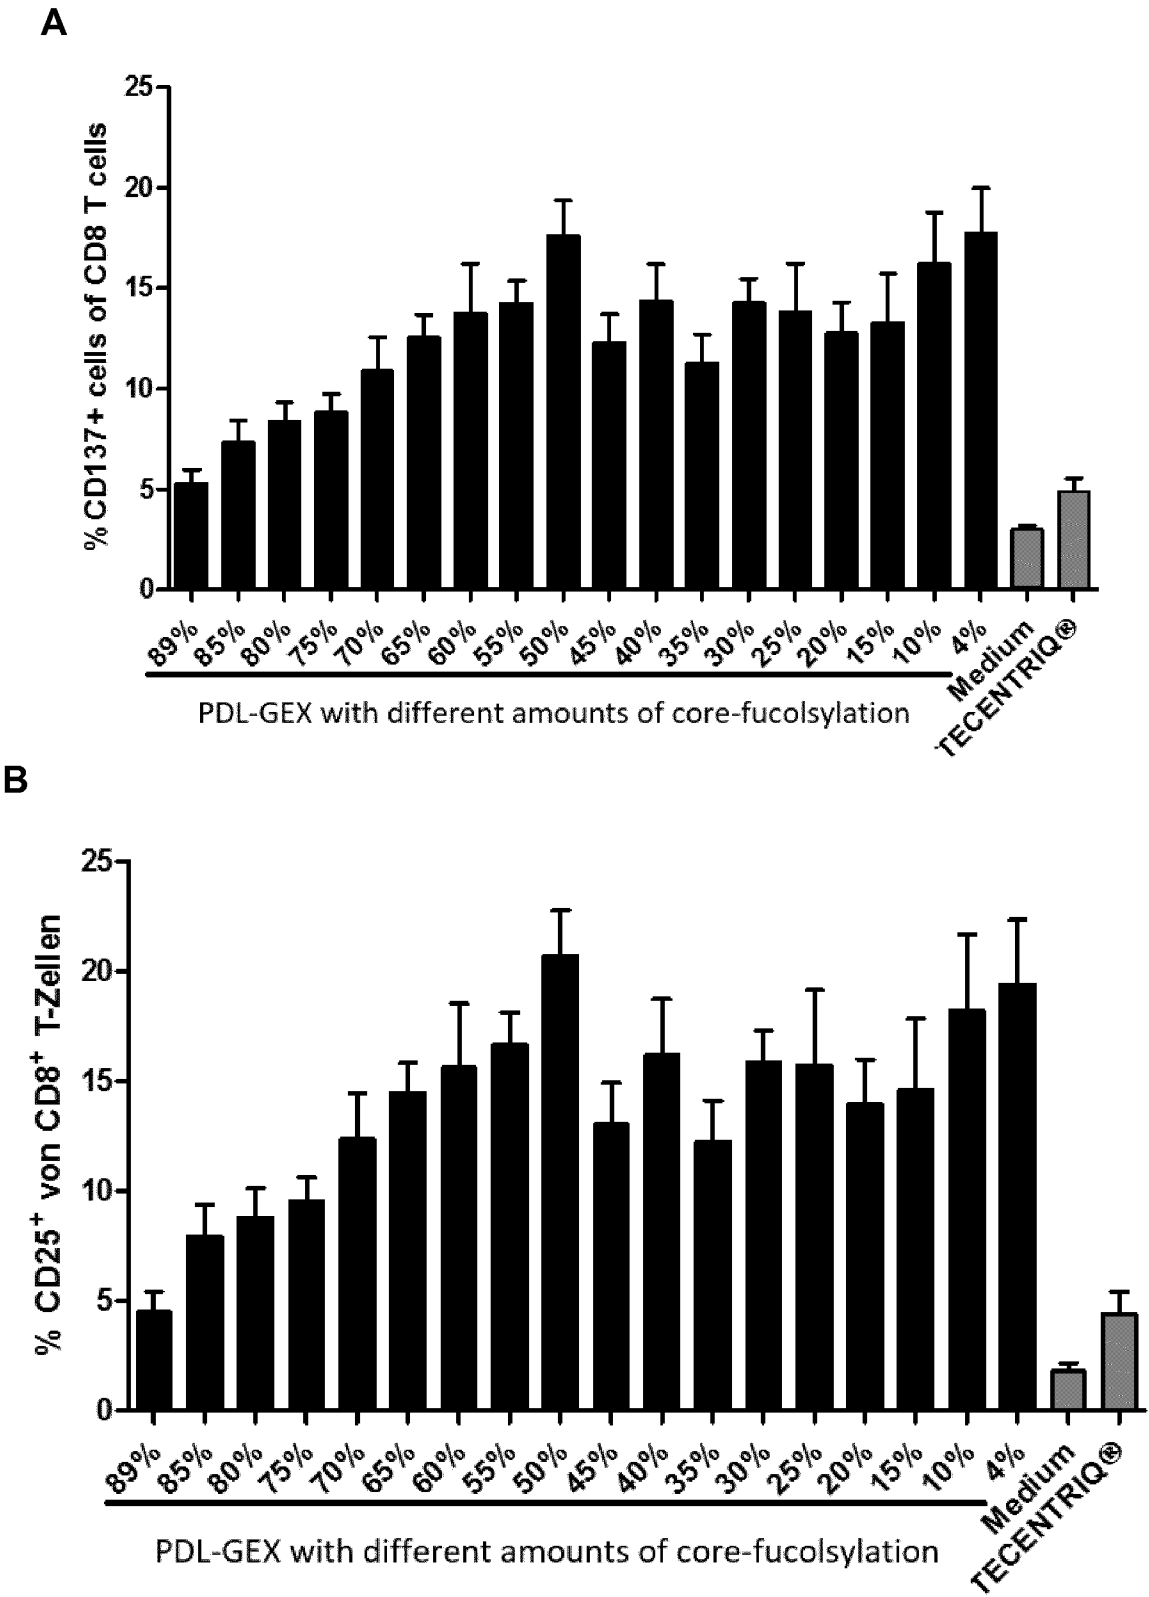 A
% CD137+ cells of CD8 T cells
25
20
15
10
5
0
89% 85% 80% 75% 70% 65% 60% 55% 50% 45% 40% 35% 30% 25% 20% 15% 10% 4% Medium TECENTRIQ®
PDL-GEX with different amounts of core-fucolsylation
B
% CD25⁺ von CD8⁺ T-Zellen
25
20
15
10
5
0
89% 85% 80% 75% 70% 65% 60% 55% 50% 45% 40% 35% 30% 25% 20% 15% 10% 4% Medium TECENTRIQ®
PDL-GEX with different amounts of core-fucolsylation